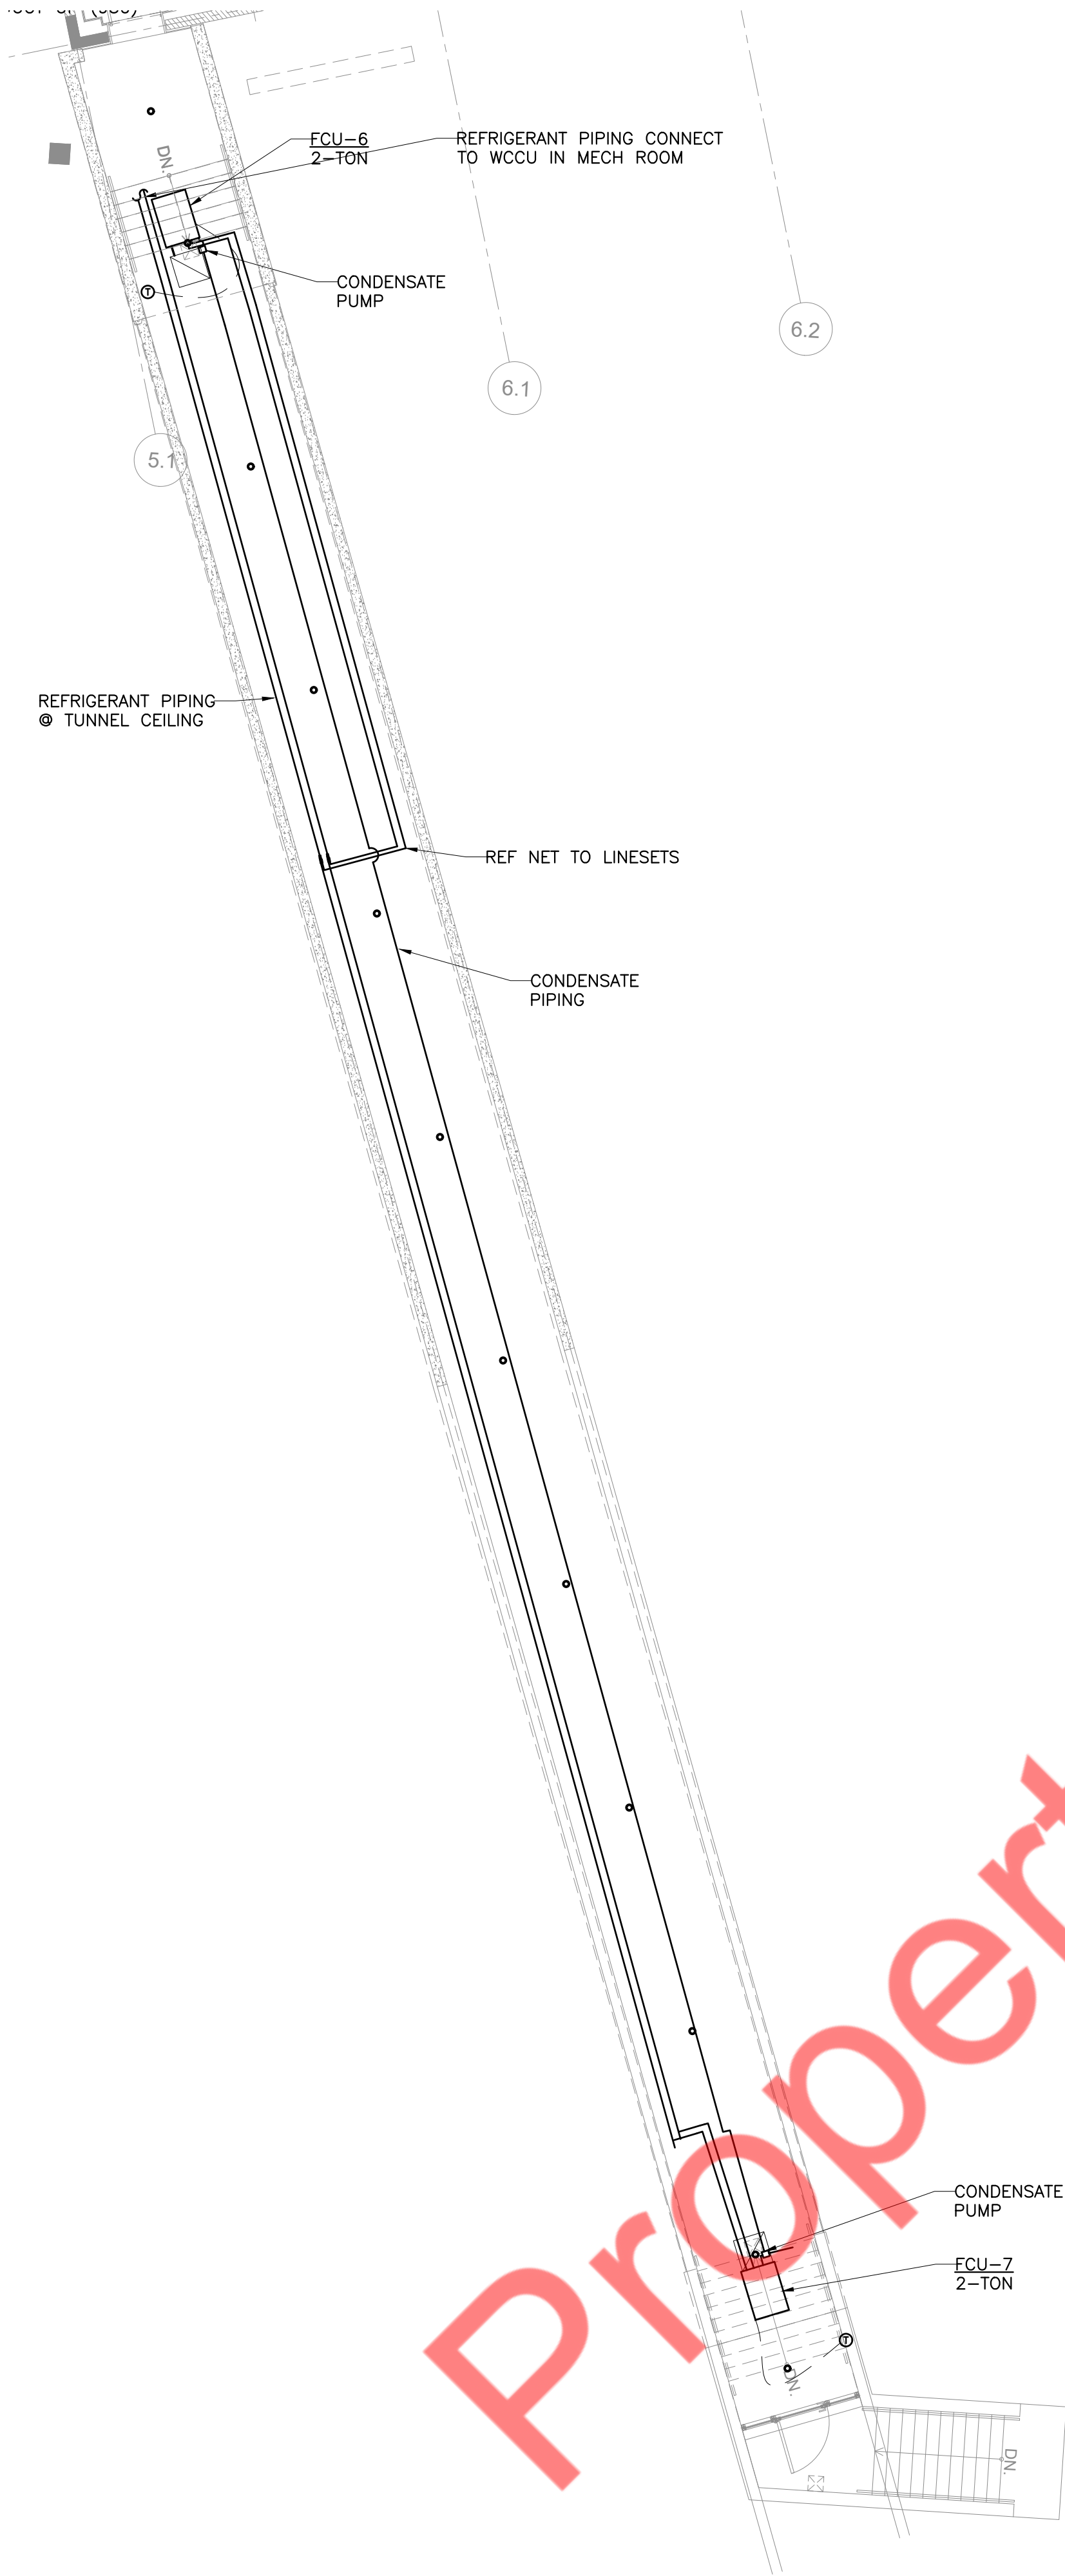 DN.
FCU-6
2-TON
REFRIGERANT PIPING CONNECT
TO WCCU IN MECH ROOM
CONDENSATE
PUMP
T
6.2
6.1
5.1
REFRIGERANT PIPING
@ TUNNEL CEILING
REF NET TO LINESETS
CONDENSATE
PIPING
Propert
CONDENSATE
PUMP
FCU-7
2-TON
T
DN.
DN.